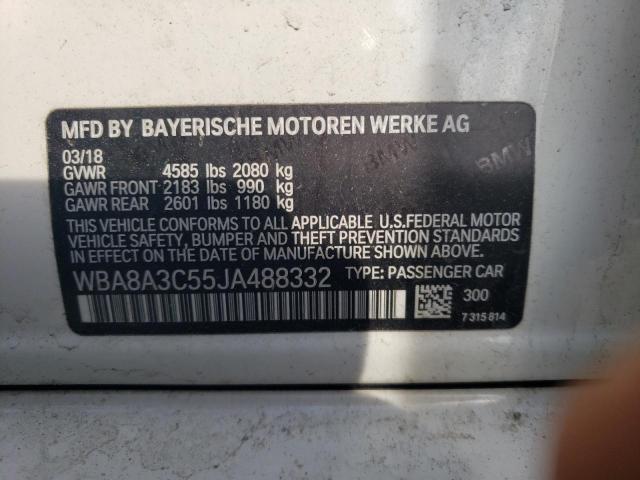 MFD BY BAYERISCHE MOTOREN WERKE AG
03/18
GVWR 4585 lbs 2080 kg
GAWR FRONT 2183 lbs 990 kg
GAWR REAR 2601 lbs 1180 kg
THIS VEHICLE CONFORMS TO ALL APPLICABLE U.S.FEDERAL MOTOR
VEHICLE SAFETY, BUMPER AND THEFT PREVENTION STANDARDS
IN EFFECT ON THE DATE OF MANUFACTURE SHOWN ABOVE.
WBA8A3C55JA488332 TYPE: PASSENGER CAR
300
7 315 814
BMW
BMW